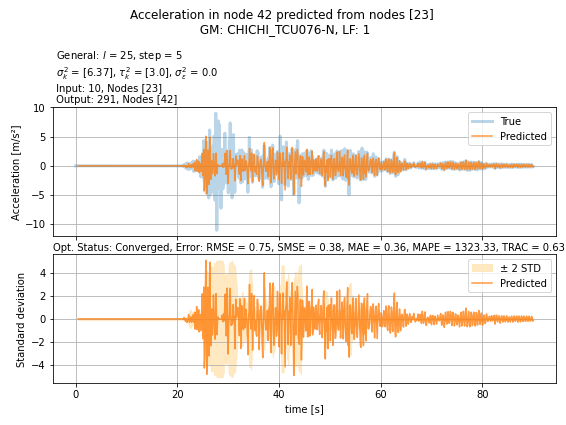 Acceleration in node 42 predicted from nodes [23]
GM: CHICHI_TCU076-N, LF: 1
General: l = 25, step = 5
σ²ₖ = [6.37], τ²ₖ = [3.0], σ²ₑ = 0.0
Input: 10, Nodes [23]
Output: 291, Nodes [42]
Acceleration [m/s²]
10
5
0
−5
−10
True
Predicted
Opt. Status: Converged, Error: RMSE = 0.75, SMSE = 0.38, MAE = 0.36, MAPE = 1323.33, TRAC = 0.63
Standard deviation
4
2
0
−2
−4
± 2 STD
Predicted
0 20 40 60 80
time [s]